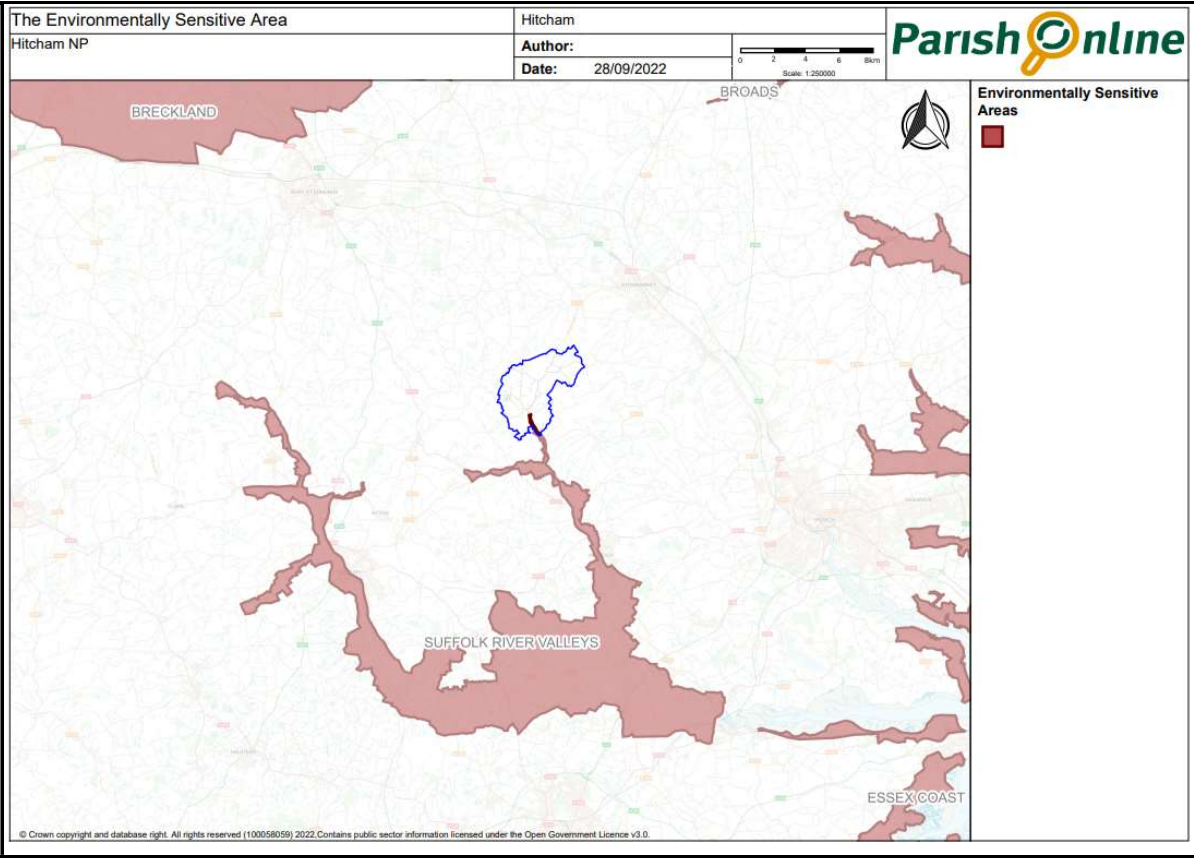 The Environmentally Sensitive Area
Hitcham NP
Hitcham
Author:
Date: 28/09/2022
0 2 4 6 8km
Scale: 1:250000
Parish Online
Environmentally Sensitive
Areas
BRECKLAND
BROADS
SUFFOLK RIVER VALLEYS
ESSEX COAST
© Crown copyright and database right. All rights reserved (100058059) 2022,Contains public sector information licensed under the Open Government Licence v3.0.